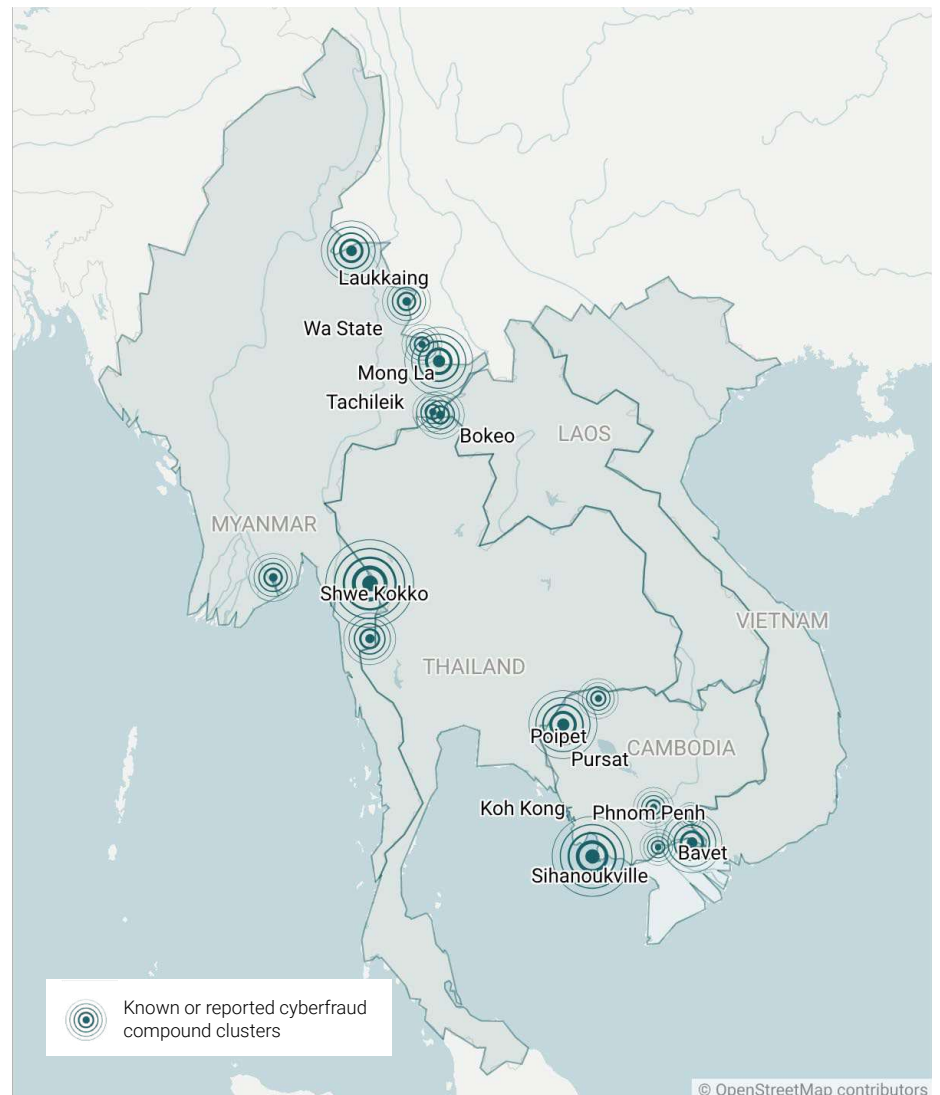 Laukkaing
Wa State
Mong La
Tachileik
Bokeo
LAOS
MYANMAR
Shwe Kokko
VIETNAM
THAILAND
Poipet
CAMBODIA
Pursat
Koh Kong
Phnom Penh
Bavet
Sihanoukville
Known or reported cyberfraud
compound clusters
© OpenStreetMap contributors